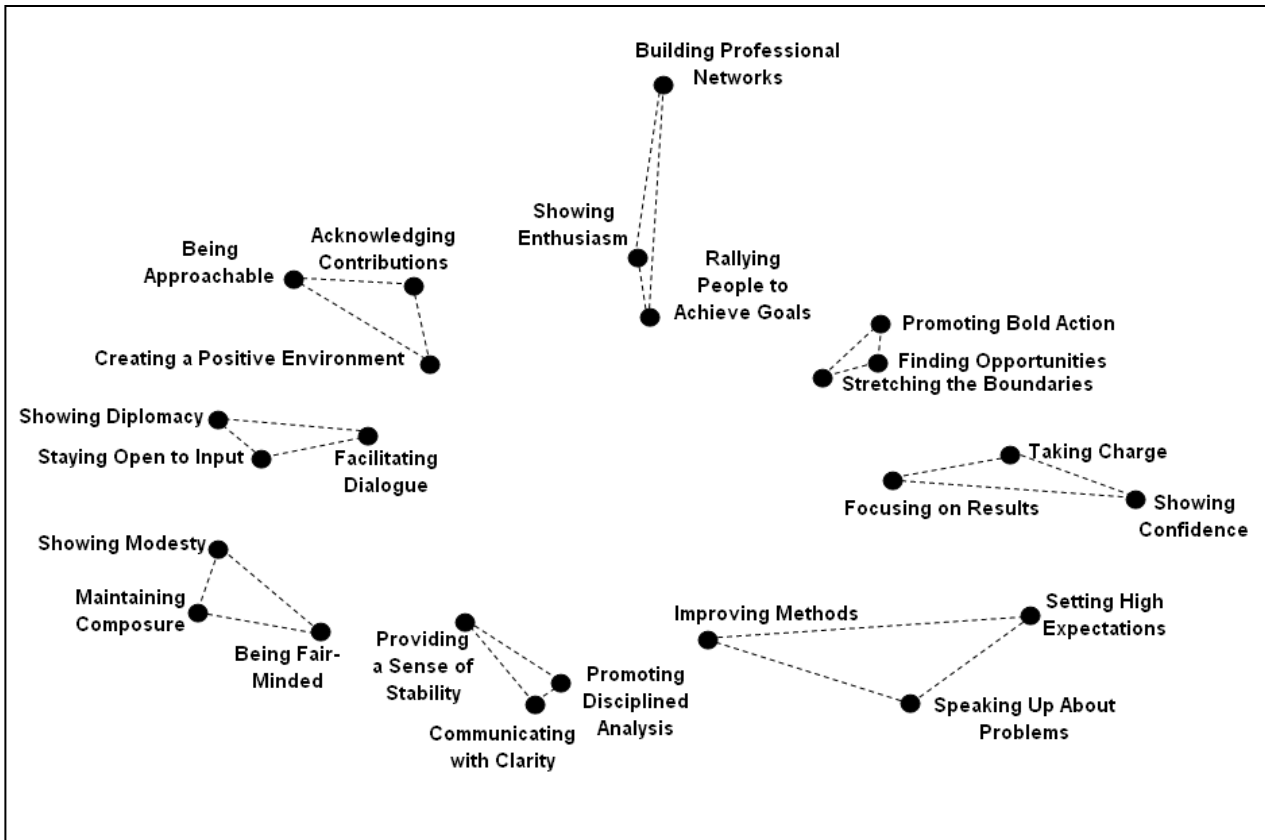 Building Professional
Networks
Showing
Enthusiasm
Rallying
People to
Achieve Goals
Being
Approachable
Acknowledging
Contributions
Creating a Positive Environment
Promoting Bold Action
Finding Opportunities
Stretching the Boundaries
Showing Diplomacy
Staying Open to Input
Facilitating
Dialogue
Taking Charge
Focusing on Results
Showing
Confidence
Showing Modesty
Maintaining
Composure
Being Fair-
Minded
Providing
a Sense of
Stability
Promoting
Disciplined
Analysis
Communicating
with Clarity
Improving Methods
Setting High
Expectations
Speaking Up About
Problems